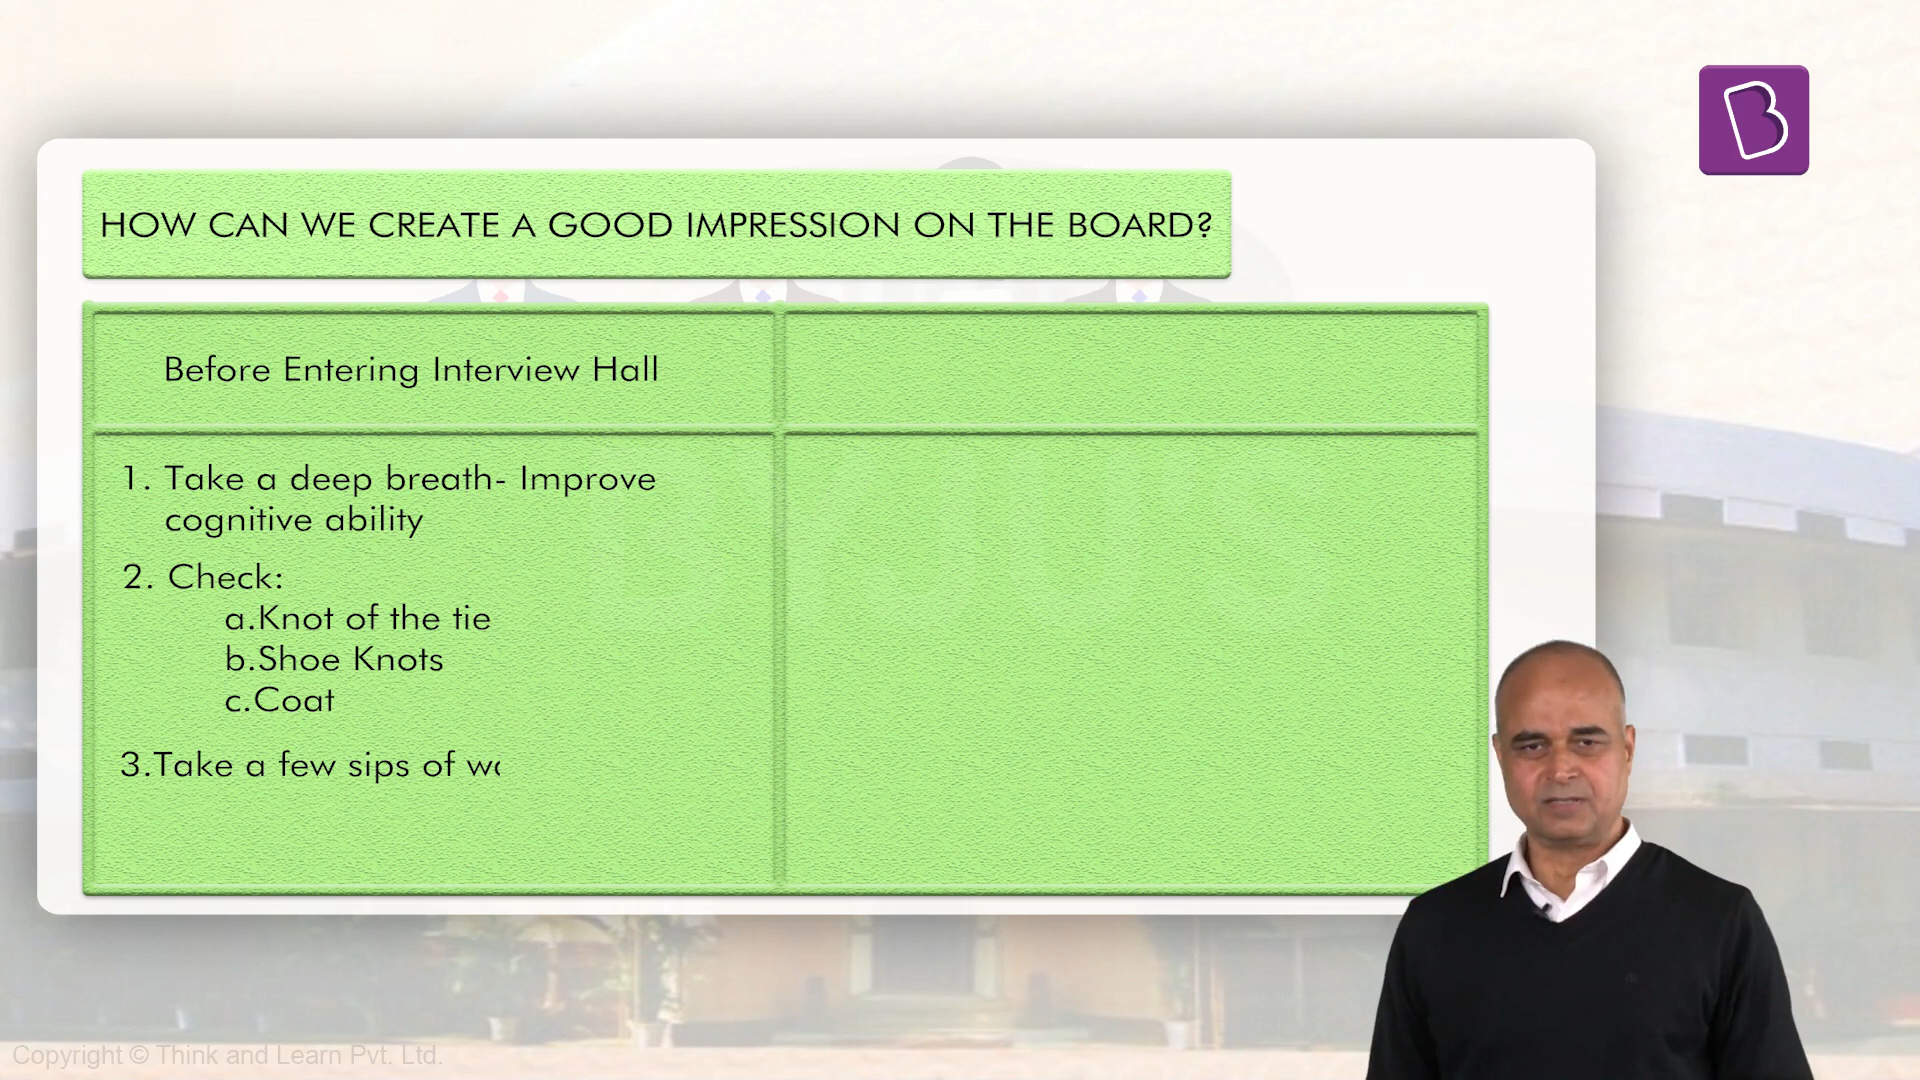 HOW CAN WE CREATE A GOOD IMPRESSION ON THE BOARD?
Before Entering Interview Hall
1. Take a deep breath- Improve
cognitive ability
2. Check:
a.Knot of the tie
b.Shoe Knots
c.Coat
3.Take a few sips of
Copyright © Think and Learn Pvt. Ltd.